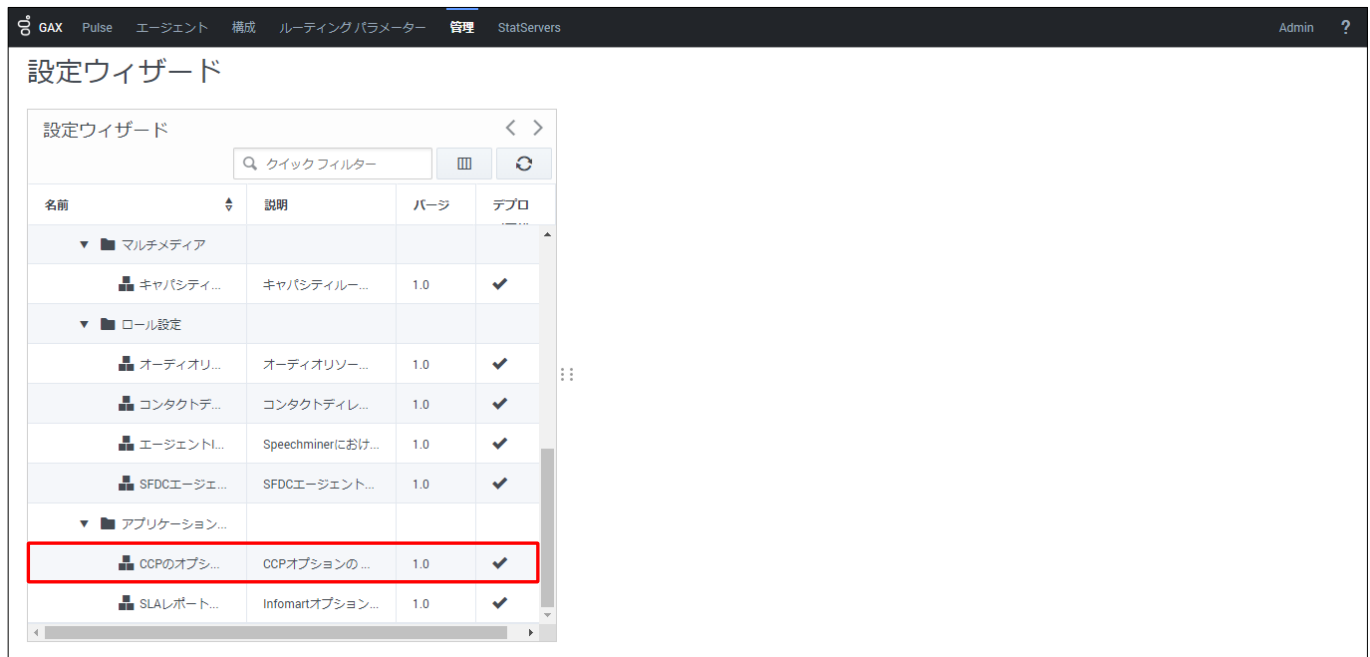 GAX Pulse エージェント 構成 ルーティング パラメーター 管理 StatServers Admin ?
設定ウィザード
設定ウィザード
クイック フィルター
名前 説明 バージ デプロ
マルチメディア
キャパシティ... キャパシティルー... 1.0
ロール設定
オーディオリ... オーディオリソー... 1.0
コンタクトデ... コンタクトディレ... 1.0
エージェントI... Speechminerにおけ... 1.0
SFDCエージェ... SFDCエージェント... 1.0
アプリケーション...
CCPのオプシ... CCPオプションの ... 1.0
SLAレポート... Infomartオプション... 1.0